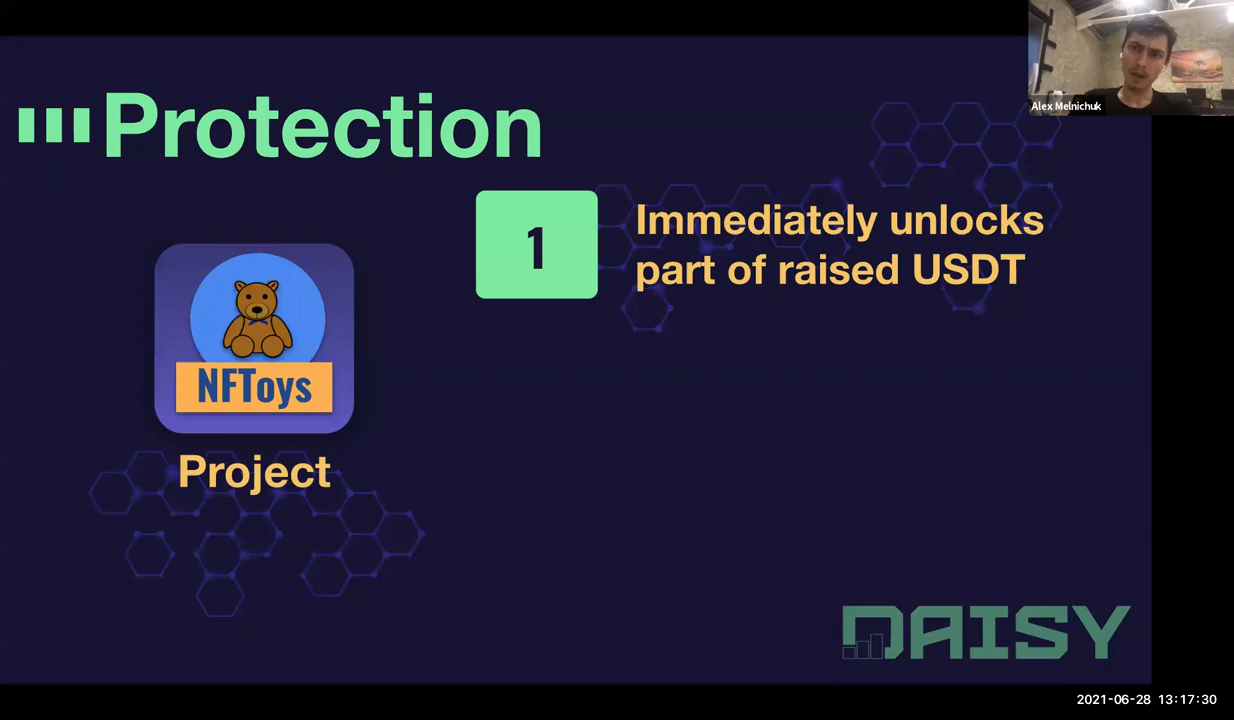 Protection
Alex Melnichuk
1
Immediately unlocks
part of raised USDT
NFToys
Project
DAISY
2021-06-28 13:17:30